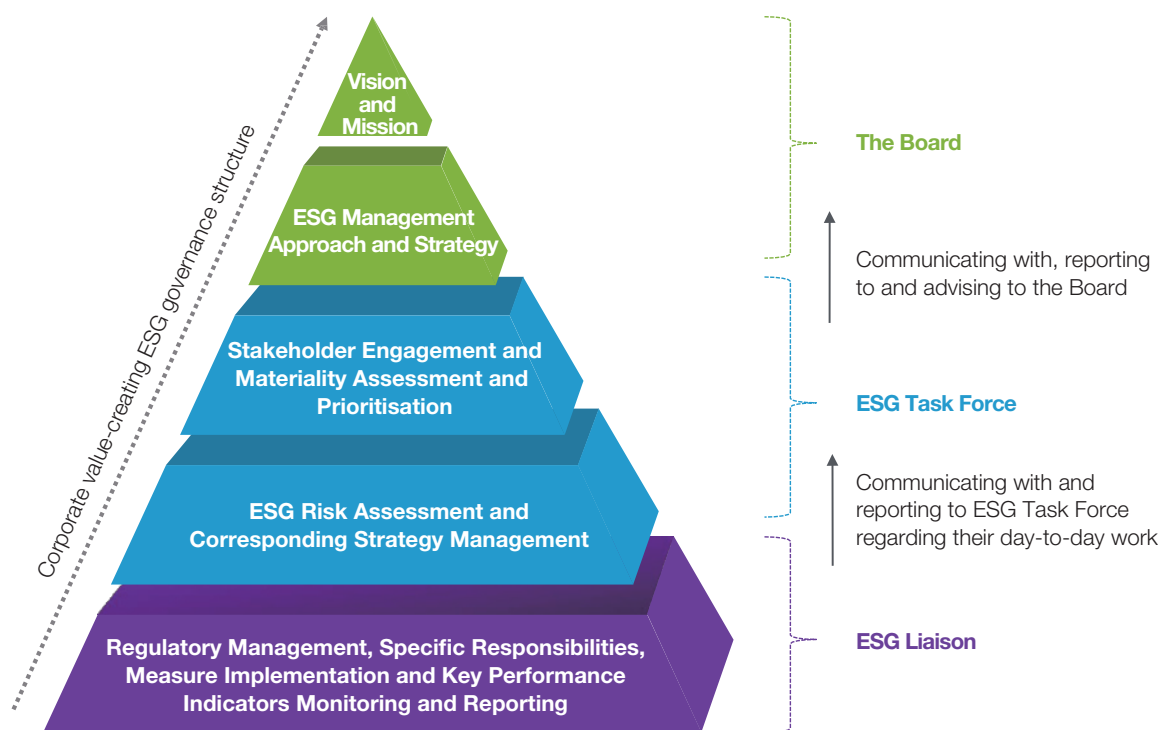 Corporate value-creating ESG governance structure
Vision
and
Mission
ESG Management
Approach and Strategy
Stakeholder Engagement and
Materiality Assessment and
Prioritisation
ESG Risk Assessment and
Corresponding Strategy Management
Regulatory Management, Specific Responsibilities,
Measure Implementation and Key Performance
Indicators Monitoring and Reporting
The Board
Communicating with, reporting
to and advising to the Board
ESG Task Force
Communicating with and
reporting to ESG Task Force
regarding their day-to-day work
ESG Liaison